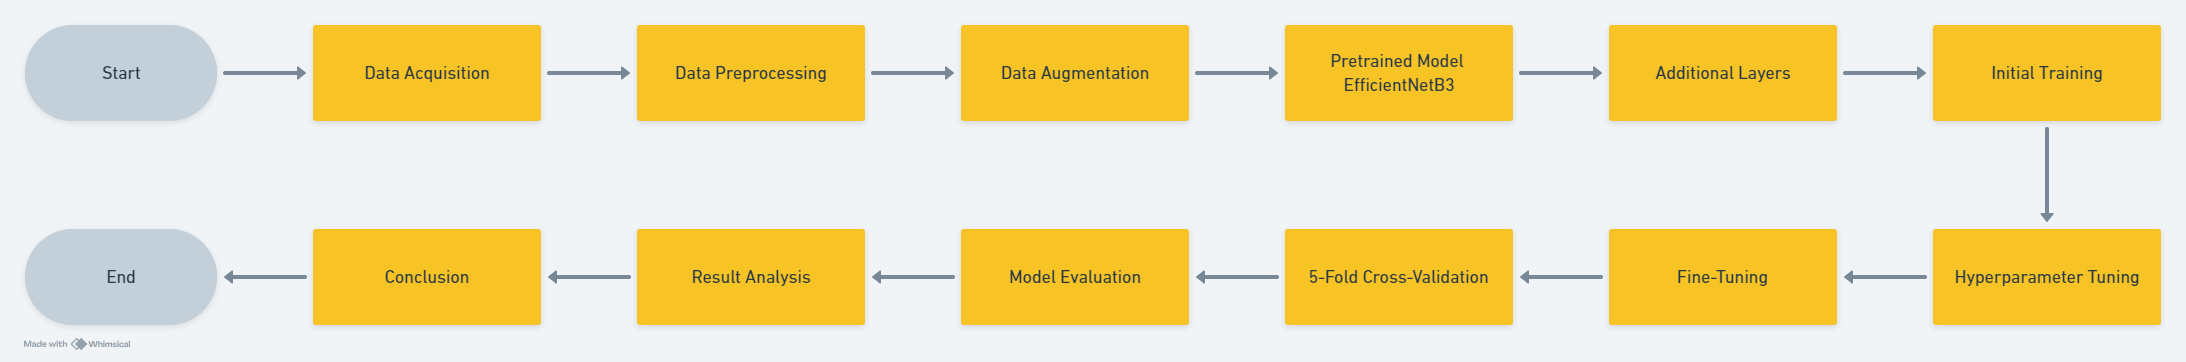 Start
Data Acquisition
Data Preprocessing
Data Augmentation
Pretrained Model
EfficientNetB3
Additional Layers
Initial Training
Hyperparameter Tuning
Fine-Tuning
5-Fold Cross-Validation
Model Evaluation
Result Analysis
Conclusion
End
Made with Whimsical